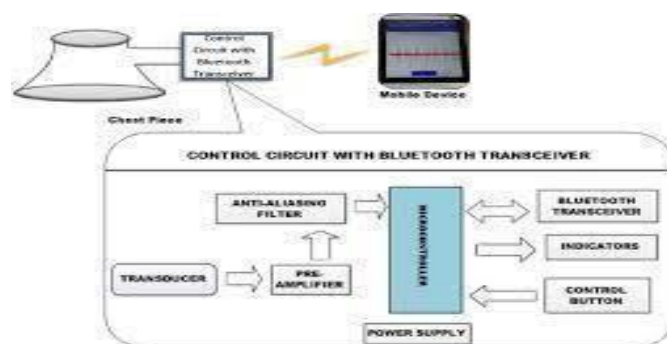 Control
Circuit with
Bluetooth
Transceiver
Mobile Device
Chest Piece
CONTROL CIRCUIT WITH BLUETOOTH TRANSCEIVER
ANTI-ALIASING
FILTER
MICROCONTROLLER
BLUETOOTH
TRANSCEIVER
INDICATORS
TRANSDUCER
PRE-
AMPLIFIER
CONTROL
BUTTON
POWER SUPPLY